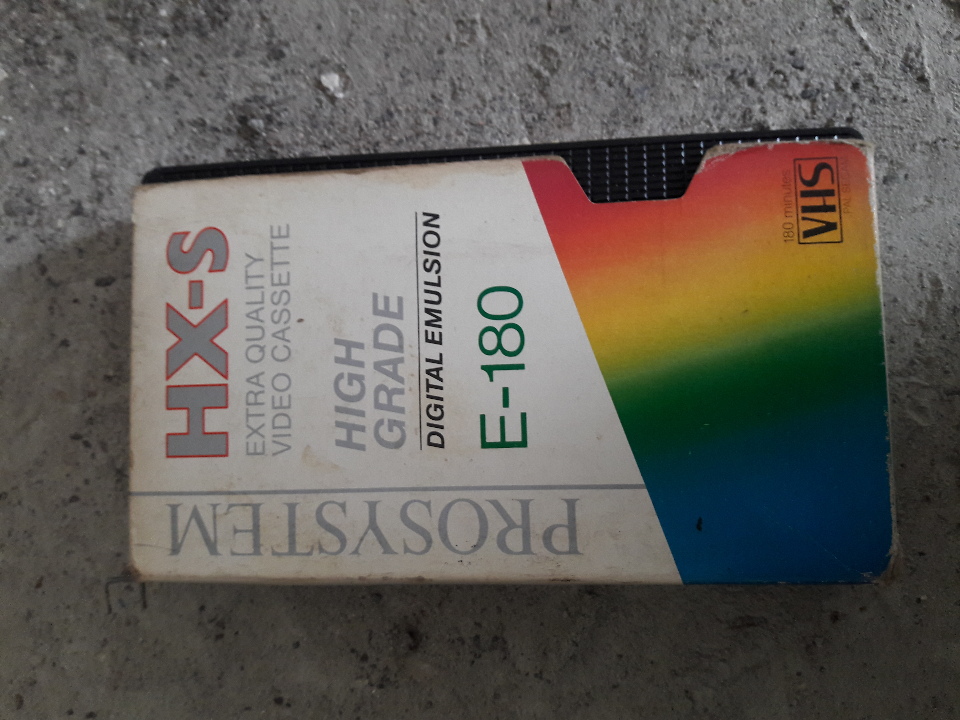 HX-S
EXTRA QUALITY
VIDEO CASSETTE
HIGH
GRADE
DIGITAL EMULSION
E-180
PROSYSTEM
180 minutes
VHS